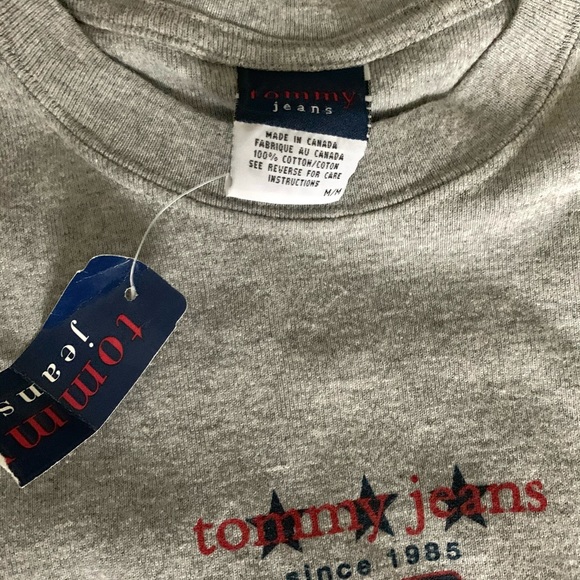 tommy
jeans
MADE IN CANADA
FABRIQUE AU CANADA
100% COTTON/COTON
SEE REVERSE FOR CARE
INSTRUCTIONS
M/M
tomm
jeans
tommy jeans
since 1985